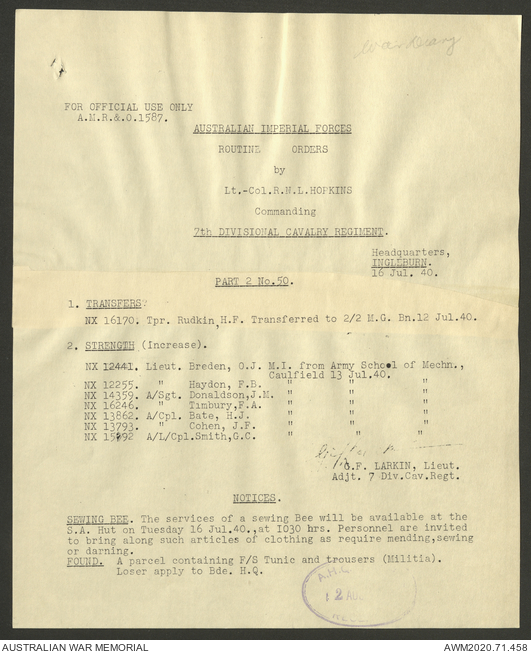 War Diary
FOR OFFICIAL USE ONLY
A.M.R.&.O.1587.
AUSTRALIAN IMPERIAL FORCES
ROUTINE ORDERS
by
Lt.-Col.R.N.L.HOPKINS
Commanding
7th DIVISIONAL CAVALRY REGIMENT.
Headquarters,
INGLEBURN.
16 Jul. 40.
PART 2 No.50.
1. TRANSFERS.
NX 16170. Tpr. Rudkin,H.F. Transferred to 2/2 M.G. Bn.12 Jul.40.
2. STRENGTH (Increase).
NX 12441. Lieut. Breden, O.J. M.I. from Army School of Mechn.,
Caulfield 13 Jul.40.
NX 12255. " Haydon, F.B. " " "
NX 14359. A/Sgt. Donaldson,J.M. " " "
NX 16246. " Timbury,F.A. " " "
NX 13862. A/Cpl. Bate, H.J. " " "
NX 13793. " Cohen, J.F. " " "
NX 15892 A/L/Cpl.Smith,G.C. " " "
G.F. LARKIN, Lieut.
Adjt. 7 Div.Cav.Regt.
NOTICES.
SEWING BEE. The services of a sewing Bee will be available at the
S.A. Hut on Tuesday 16 Jul.40.,at 1030 hrs. Personnel are invited
to bring along such articles of clothing as require mending,sewing
or darning.
FOUND. A parcel containing F/S Tunic and trousers (Militia).
Loser apply to Bde. H.Q.
12 AUG
AUSTRALIAN WAR MEMORIAL
AWM2020.71.458